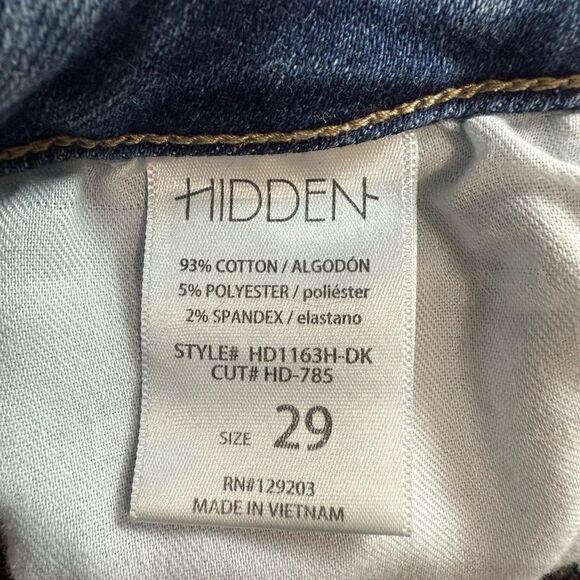 HIDDEN
93% COTTON / ALGODÓN
5% POLYESTER / poliéster
2% SPANDEX / elastano
STYLE# HD1163H-DK
CUT# HD-785
SIZE 29
RN#129203
MADE IN VIETNAM